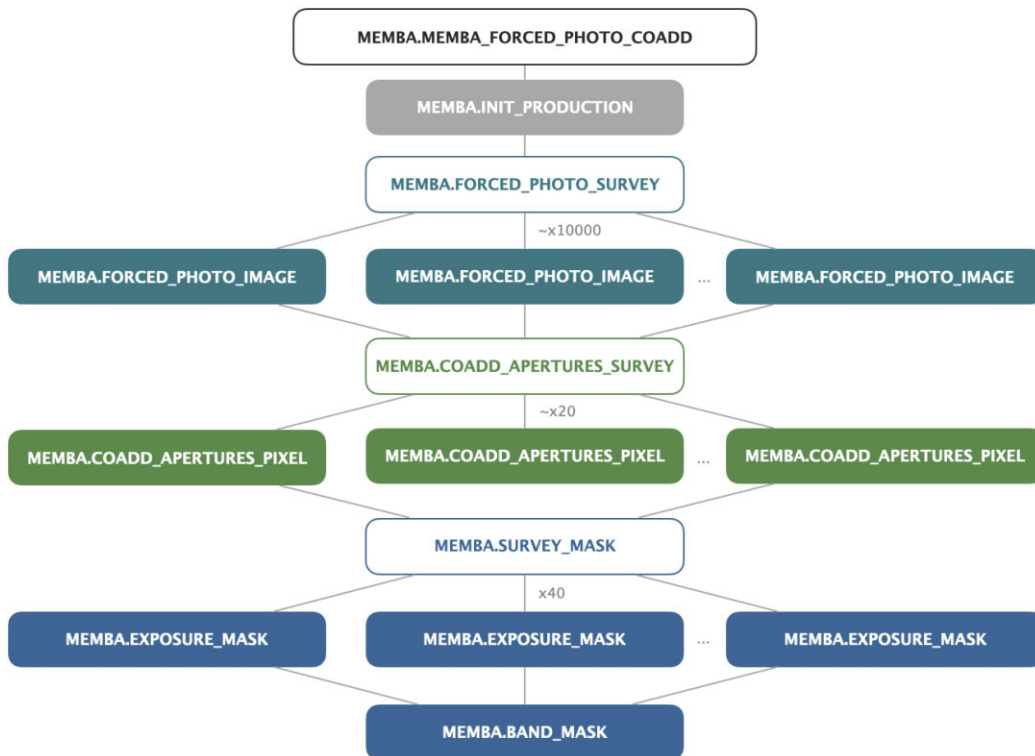 MEMBA.MEMBA_FORCED_PHOTO_COADD
MEMBA.INIT_PRODUCTION
MEMBA.FORCED_PHOTO_SURVEY
~x10000
MEMBA.FORCED_PHOTO_IMAGE
MEMBA.FORCED_PHOTO_IMAGE
...
MEMBA.FORCED_PHOTO_IMAGE
MEMBA.COADD_APERTURES_SURVEY
~x20
MEMBA.COADD_APERTURES_PIXEL
MEMBA.COADD_APERTURES_PIXEL
...
MEMBA.COADD_APERTURES_PIXEL
MEMBA.SURVEY_MASK
x40
MEMBA.EXPOSURE_MASK
MEMBA.EXPOSURE_MASK
...
MEMBA.EXPOSURE_MASK
MEMBA.BAND_MASK